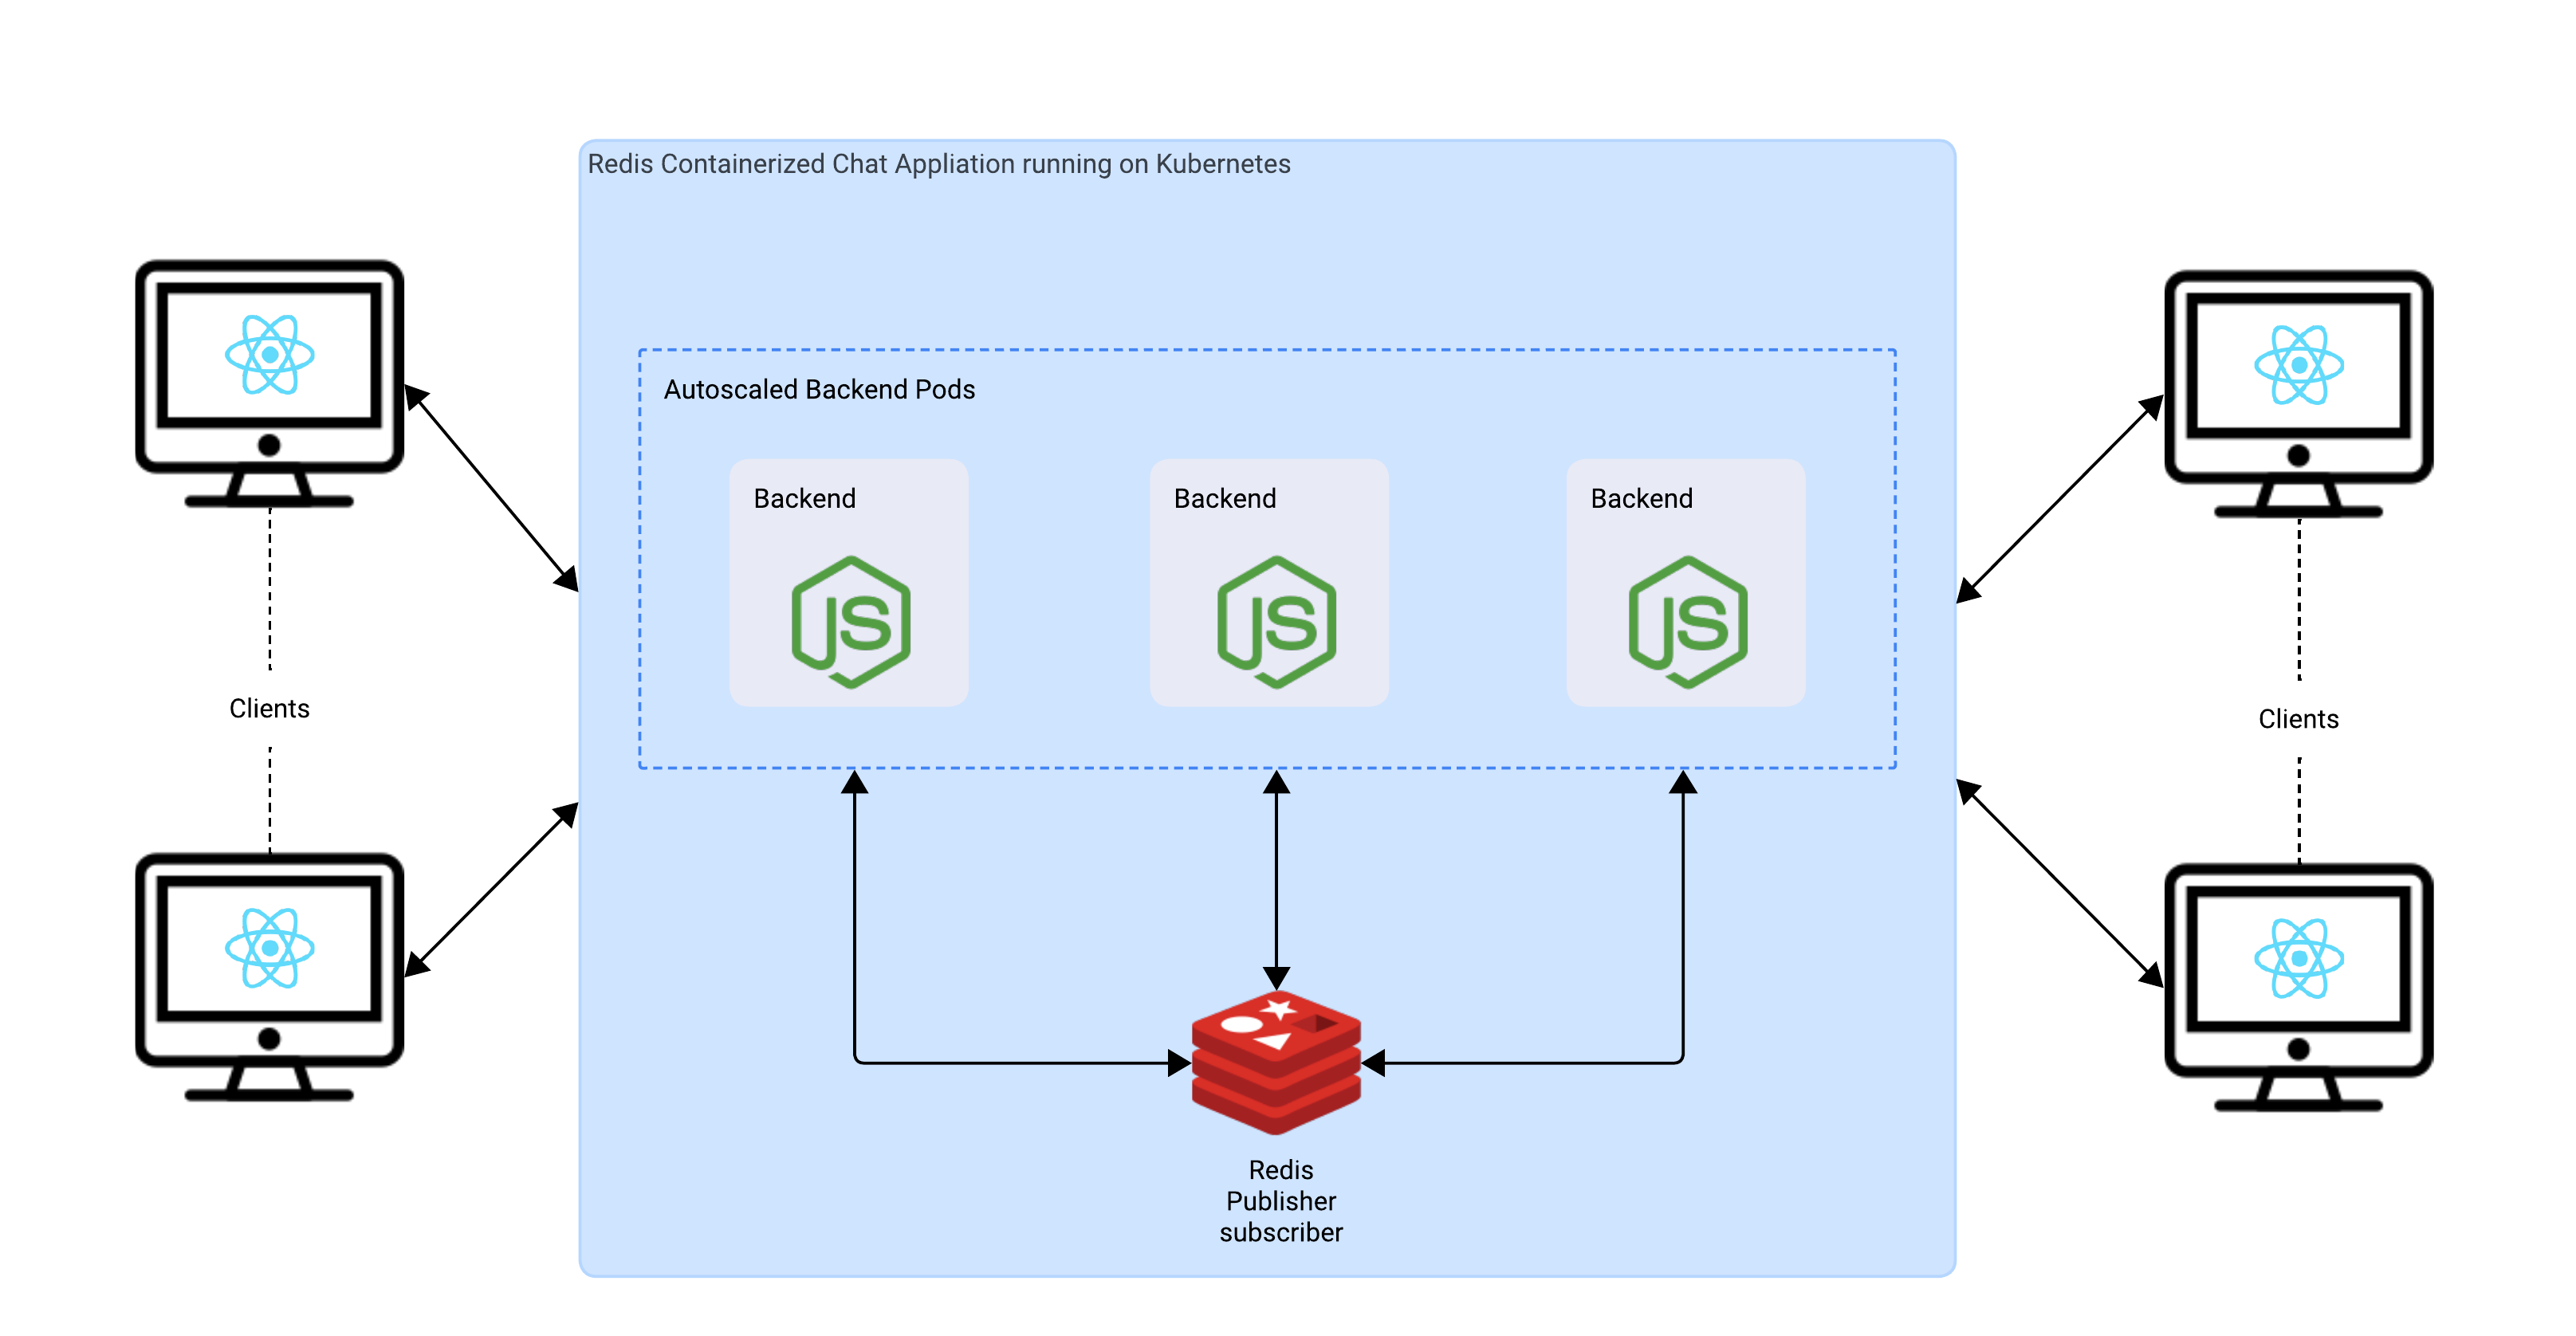 Redis Containerized Chat Appliation running on Kubernetes
Autoscaled Backend Pods
Backend
Backend
Backend
JS
JS
JS
Clients
Clients
Redis
Publisher
subscriber